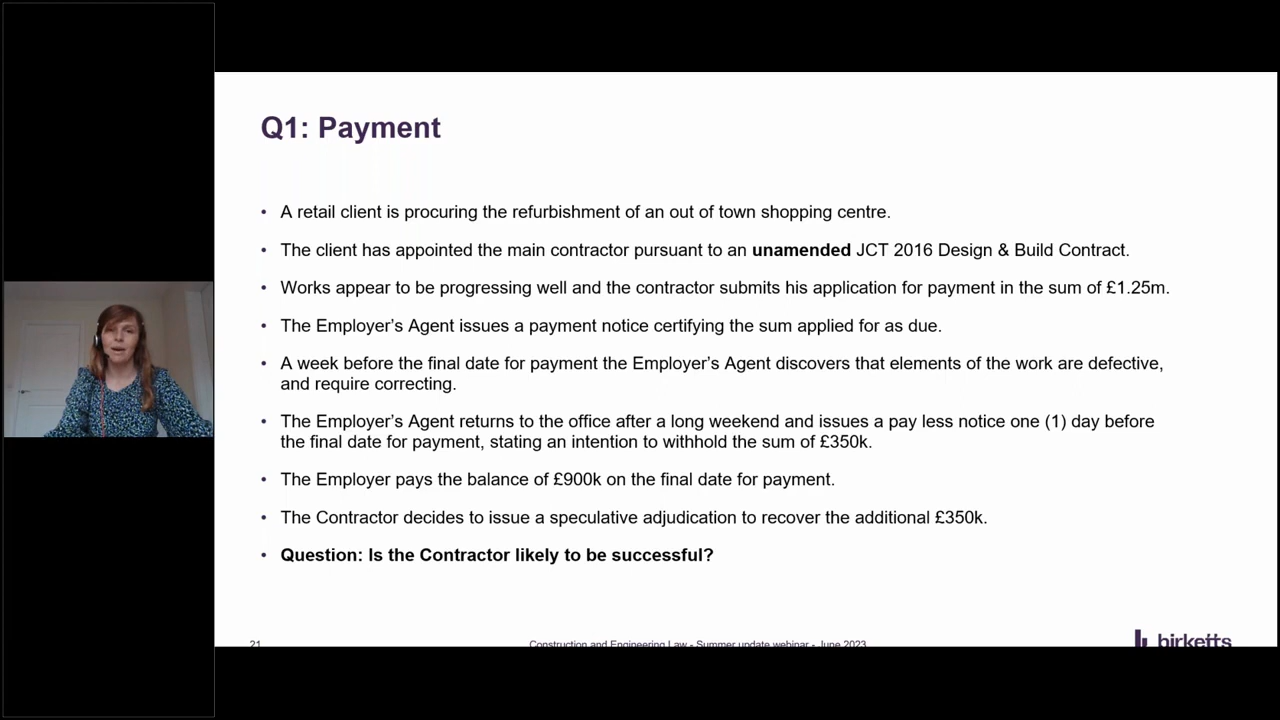 Q1: Payment
• A retail client is procuring the refurbishment of an out of town shopping centre.
• The client has appointed the main contractor pursuant to an unamended JCT 2016 Design & Build Contract.
• Works appear to be progressing well and the contractor submits his application for payment in the sum of £1.25m.
• The Employer's Agent issues a payment notice certifying the sum applied for as due.
• A week before the final date for payment the Employer's Agent discovers that elements of the work are defective,
and require correcting.
• The Employer's Agent returns to the office after a long weekend and issues a pay less notice one (1) day before
the final date for payment, stating an intention to withhold the sum of £350k.
• The Employer pays the balance of £900k on the final date for payment.
• The Contractor decides to issue a speculative adjudication to recover the additional £350k.
• Question: Is the Contractor likely to be successful?
21
Construction and Engineering Law - Summer update webinar - June 2023
birketts